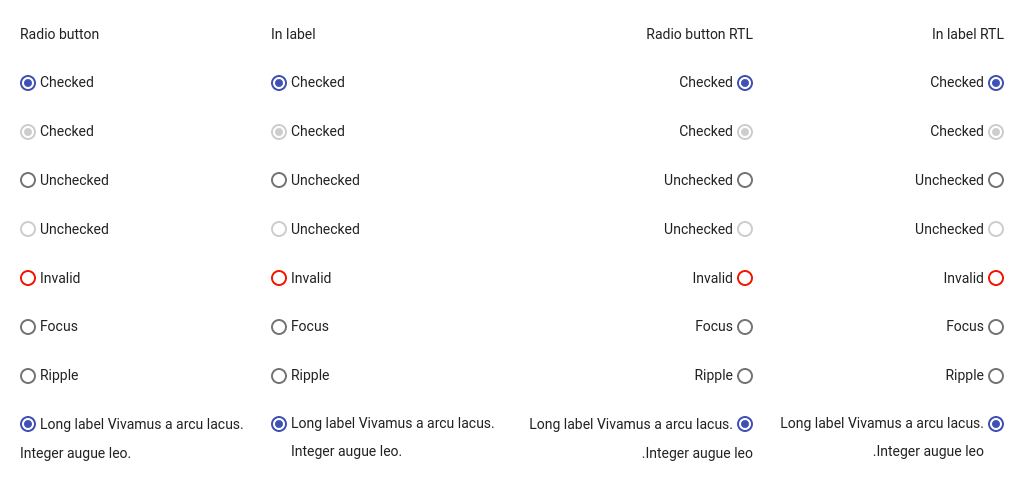 Radio button
Checked
Checked
Unchecked
Unchecked
Invalid
Focus
Ripple
Long label Vivamus a arcu lacus.
Integer augue leo.
In label
Checked
Checked
Unchecked
Unchecked
Invalid
Focus
Ripple
Long label Vivamus a arcu lacus.
Integer augue leo.
Radio button RTL
Checked
Checked
Unchecked
Unchecked
Invalid
Focus
Ripple
Long label Vivamus a arcu lacus.
.Integer augue leo
In label RTL
Checked
Checked
Unchecked
Unchecked
Invalid
Focus
Ripple
Long label Vivamus a arcu lacus.
.Integer augue leo